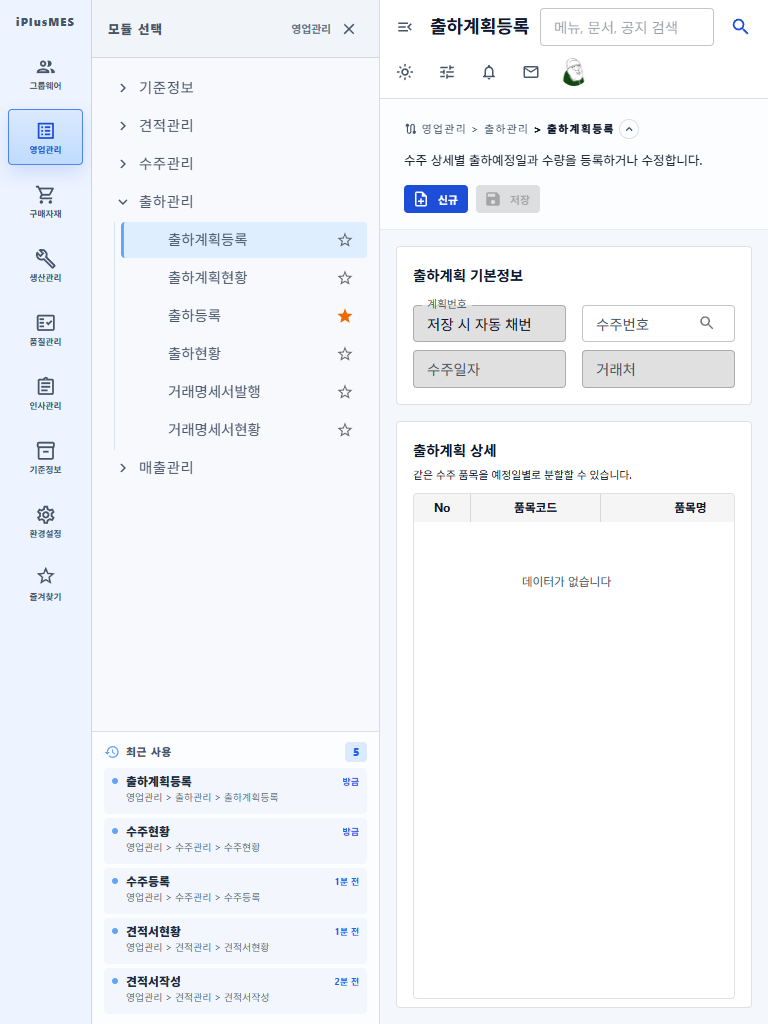 iPlusMES
그룹웨어
영업관리
구매자재
생산관리
품질관리
인사관리
기준정보
환경설정
즐겨찾기
모듈 선택
영업관리
기준정보
견적관리
수주관리
출하관리
출하계획등록
출하계획현황
출하등록
출하현황
거래명세서발행
거래명세서현황
매출관리
최근 사용
5
출하계획등록
방금
영업관리 > 출하관리 > 출하계획등록
수주현황
방금
영업관리 > 수주관리 > 수주현황
수주등록
1분 전
영업관리 > 수주관리 > 수주등록
견적서현황
1분 전
영업관리 > 견적관리 > 견적서현황
견적서작성
2분 전
영업관리 > 견적관리 > 견적서작성
출하계획등록
메뉴, 문서, 공지 검색
영업관리 > 출하관리 > 출하계획등록
수주 상세별 출하예정일과 수량을 등록하거나 수정합니다.
신규
저장
출하계획 기본정보
계획번호
저장 시 자동 채번
수주번호
수주일자
거래처
출하계획 상세
같은 수주 품목을 예정일별로 분할할 수 있습니다.
No
품목코드
품목명
데이터가 없습니다